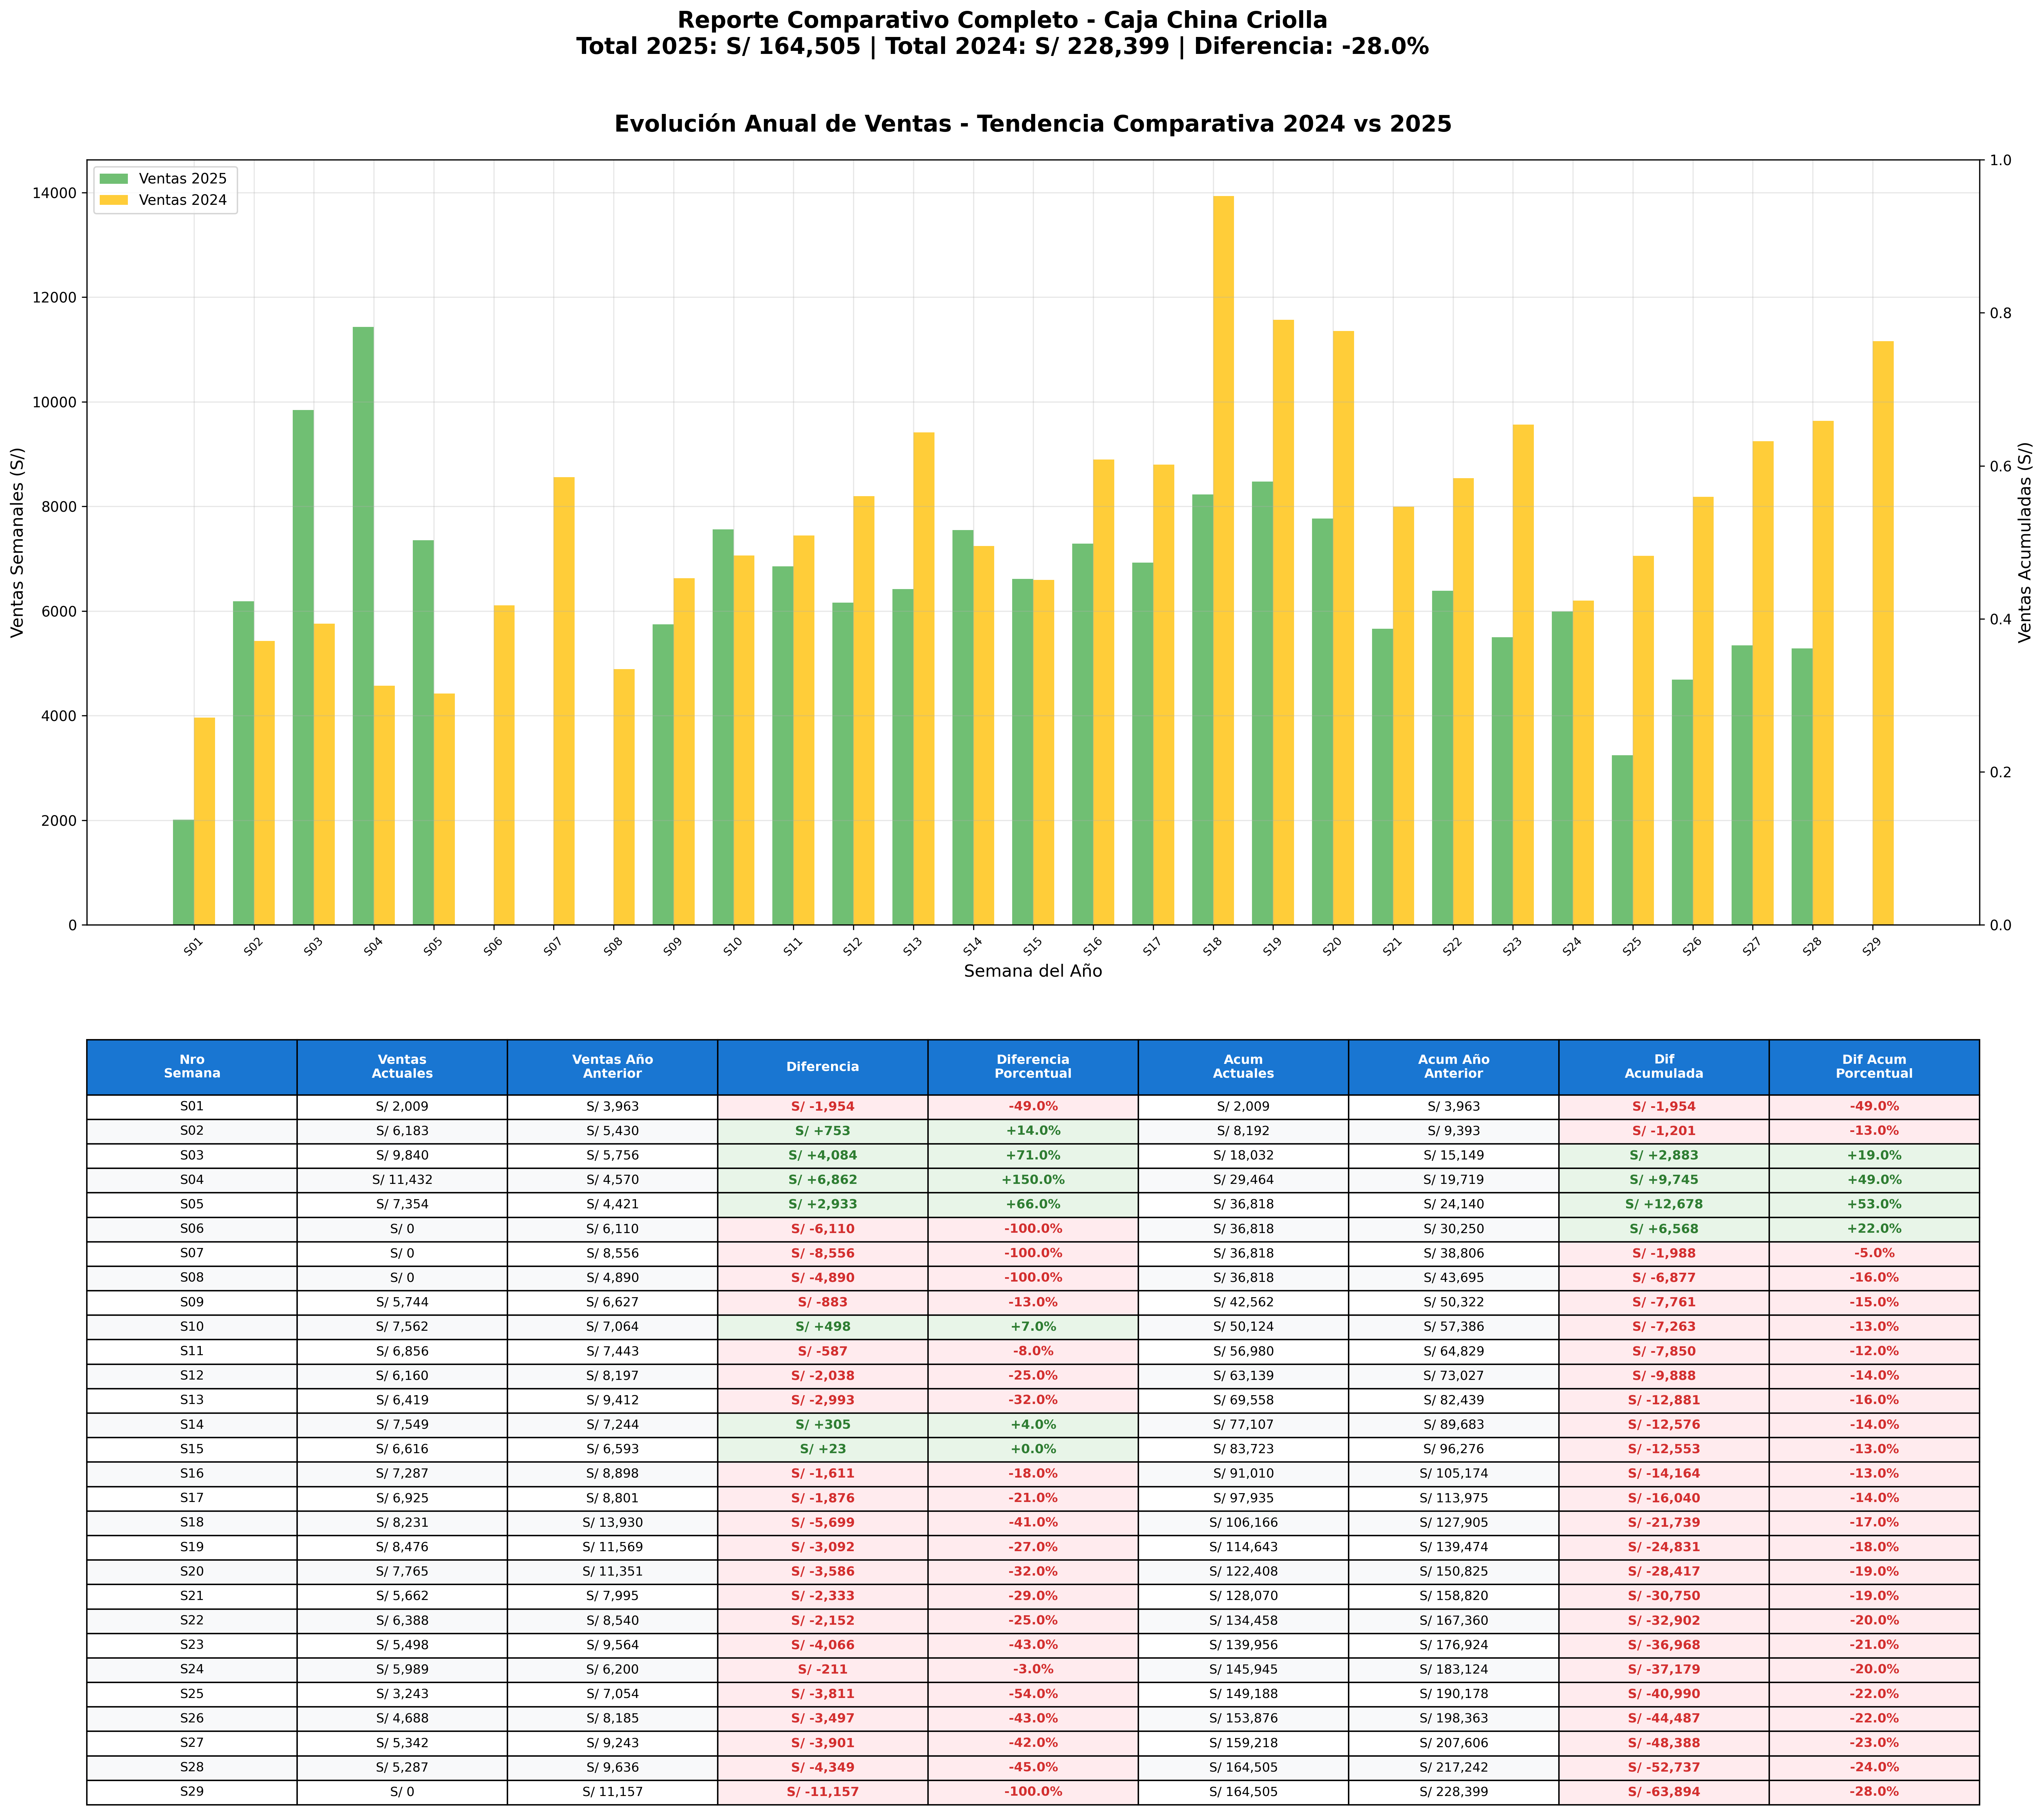 Reporte Comparativo Completo - Caja China Criolla
Total 2025: S/ 164,505 | Total 2024: S/ 228,399 | Diferencia: -28.0%
Evolución Anual de Ventas - Tendencia Comparativa 2024 vs 2025
Ventas 2025
Ventas 2024
Ventas Semanales (S/)
14000
12000
10000
8000
6000
4000
2000
0
Ventas Acumuladas (S/)
1.0
0.8
0.6
0.4
0.2
0.0
S01 S02 S03 S04 S05 S06 S07 S08 S09 S10 S11 S12 S13 S14 S15 S16 S17 S18 S19 S20 S21 S22 S23 S24 S25 S26 S27 S28 S29
Semana del Año
Nro Semana Ventas Actuales Ventas Año Anterior Diferencia Diferencia Porcentual Acum Actuales Acum Año Anterior Dif Acumulada Dif Acum Porcentual
S01 S/ 2,009 S/ 3,963 S/ -1,954 -49.0% S/ 2,009 S/ 3,963 S/ -1,954 -49.0%
S02 S/ 6,183 S/ 5,430 S/ +753 +14.0% S/ 8,192 S/ 9,393 S/ -1,201 -13.0%
S03 S/ 9,840 S/ 5,756 S/ +4,084 +71.0% S/ 18,032 S/ 15,149 S/ +2,883 +19.0%
S04 S/ 11,432 S/ 4,570 S/ +6,862 +150.0% S/ 29,464 S/ 19,719 S/ +9,745 +49.0%
S05 S/ 7,354 S/ 4,421 S/ +2,933 +66.0% S/ 36,818 S/ 24,140 S/ +12,678 +53.0%
S06 S/ 0 S/ 6,110 S/ -6,110 -100.0% S/ 36,818 S/ 30,250 S/ +6,568 +22.0%
S07 S/ 0 S/ 8,556 S/ -8,556 -100.0% S/ 36,818 S/ 38,806 S/ -1,988 -5.0%
S08 S/ 0 S/ 4,890 S/ -4,890 -100.0% S/ 36,818 S/ 43,695 S/ -6,877 -16.0%
S09 S/ 5,744 S/ 6,627 S/ -883 -13.0% S/ 42,562 S/ 50,322 S/ -7,761 -15.0%
S10 S/ 7,562 S/ 7,064 S/ +498 +7.0% S/ 50,124 S/ 57,386 S/ -7,263 -13.0%
S11 S/ 6,856 S/ 7,443 S/ -587 -8.0% S/ 56,980 S/ 64,829 S/ -7,850 -12.0%
S12 S/ 6,160 S/ 8,197 S/ -2,038 -25.0% S/ 63,139 S/ 73,027 S/ -9,888 -14.0%
S13 S/ 6,419 S/ 9,412 S/ -2,993 -32.0% S/ 69,558 S/ 82,439 S/ -12,881 -16.0%
S14 S/ 7,549 S/ 7,244 S/ +305 +4.0% S/ 77,107 S/ 89,683 S/ -12,576 -14.0%
S15 S/ 6,616 S/ 6,593 S/ +23 +0.0% S/ 83,723 S/ 96,276 S/ -12,553 -13.0%
S16 S/ 7,287 S/ 8,898 S/ -1,611 -18.0% S/ 91,010 S/ 105,174 S/ -14,164 -13.0%
S17 S/ 6,925 S/ 8,801 S/ -1,876 -21.0% S/ 97,935 S/ 113,975 S/ -16,040 -14.0%
S18 S/ 8,231 S/ 13,930 S/ -5,699 -41.0% S/ 106,166 S/ 127,905 S/ -21,739 -17.0%
S19 S/ 8,476 S/ 11,569 S/ -3,092 -27.0% S/ 114,643 S/ 139,474 S/ -24,831 -18.0%
S20 S/ 7,765 S/ 11,351 S/ -3,586 -32.0% S/ 122,408 S/ 150,825 S/ -28,417 -19.0%
S21 S/ 5,662 S/ 7,995 S/ -2,333 -29.0% S/ 128,070 S/ 158,820 S/ -30,750 -19.0%
S22 S/ 6,388 S/ 8,540 S/ -2,152 -25.0% S/ 134,458 S/ 167,360 S/ -32,902 -20.0%
S23 S/ 5,498 S/ 9,564 S/ -4,066 -43.0% S/ 139,956 S/ 176,924 S/ -36,968 -21.0%
S24 S/ 5,989 S/ 6,200 S/ -211 -3.0% S/ 145,945 S/ 183,124 S/ -37,179 -20.0%
S25 S/ 3,243 S/ 7,054 S/ -3,811 -54.0% S/ 149,188 S/ 190,178 S/ -40,990 -22.0%
S26 S/ 4,688 S/ 8,185 S/ -3,497 -43.0% S/ 153,876 S/ 198,363 S/ -44,487 -22.0%
S27 S/ 5,342 S/ 9,243 S/ -3,901 -42.0% S/ 159,218 S/ 207,606 S/ -48,388 -23.0%
S28 S/ 5,287 S/ 9,636 S/ -4,349 -45.0% S/ 164,505 S/ 217,242 S/ -52,737 -24.0%
S29 S/ 0 S/ 11,157 S/ -11,157 -100.0% S/ 164,505 S/ 228,399 S/ -63,894 -28.0%